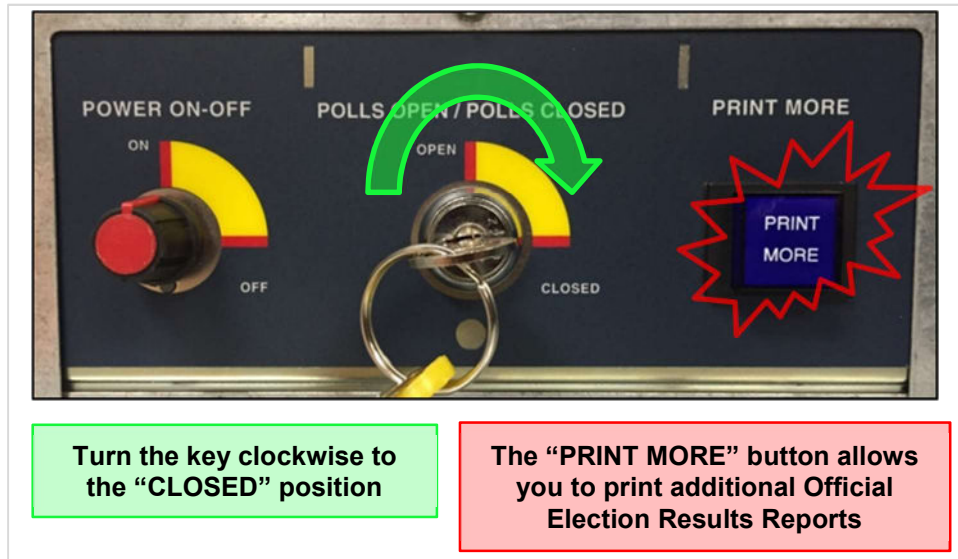 POWER ON-OFF
POLLS OPEN / POLLS CLOSED
PRINT MORE
ON
OPEN
OFF
CLOSED
PRINT
MORE
Turn the key clockwise to
the “CLOSED” position
The “PRINT MORE” button allows
you to print additional Official
Election Results Reports